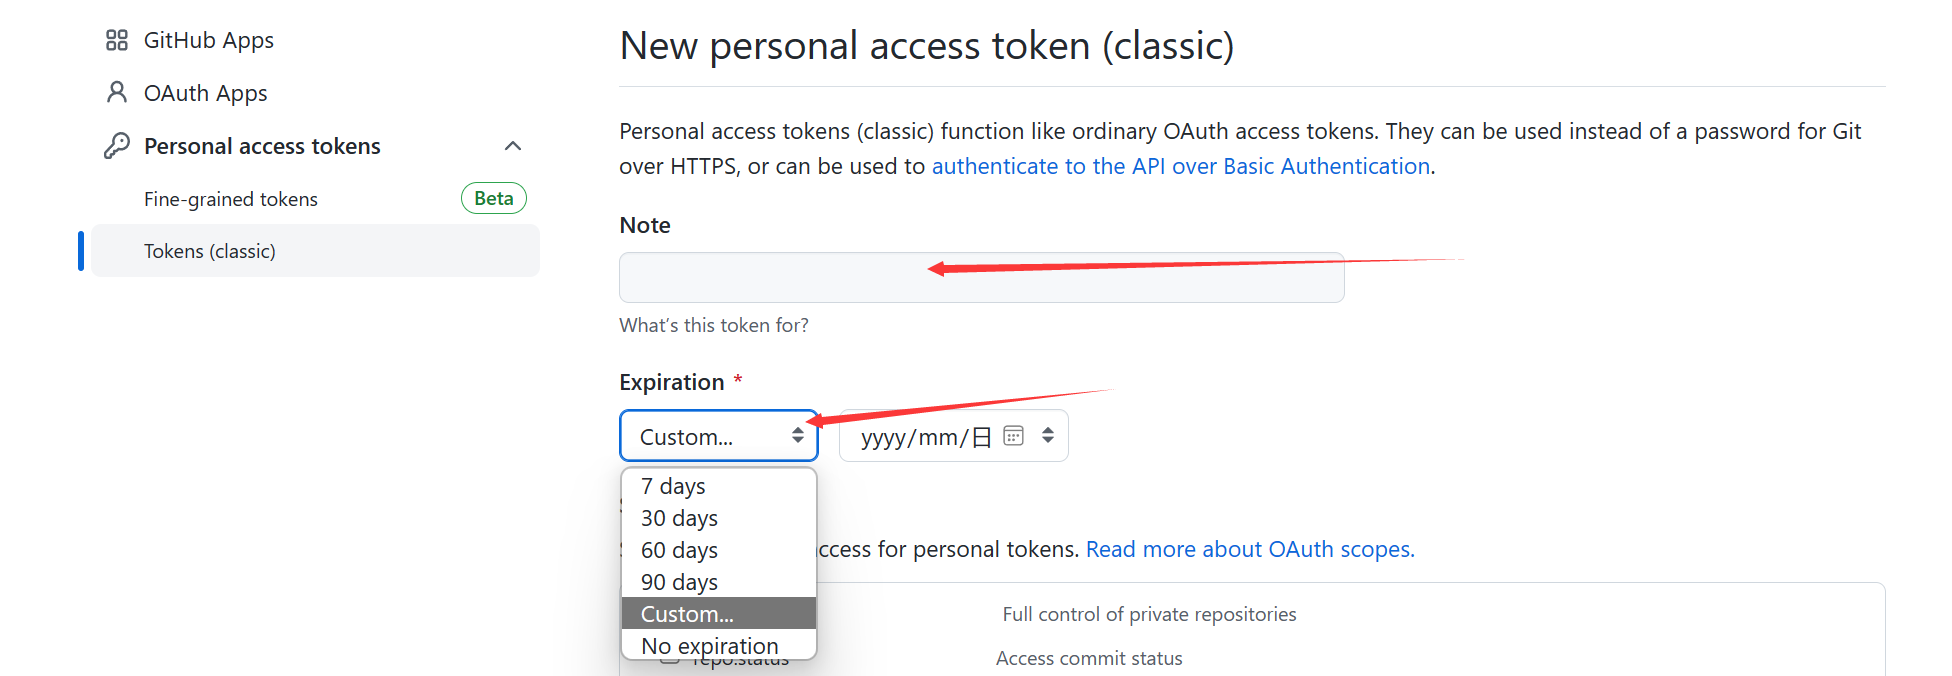 GitHub Apps
OAuth Apps
Personal access tokens
Fine-grained tokens
Beta
Tokens (classic)
New personal access token (classic)
Personal access tokens (classic) function like ordinary OAuth access tokens. They can be used instead of a password for Git
over HTTPS, or can be used to authenticate to the API over Basic Authentication.
Note
What's this token for?
Expiration *
Custom...
yyyy/mm/日
7 days
30 days
60 days
90 days
Custom...
No expiration
access for personal tokens. Read more about OAuth scopes.
Full control of private repositories
repo:status
Access commit status